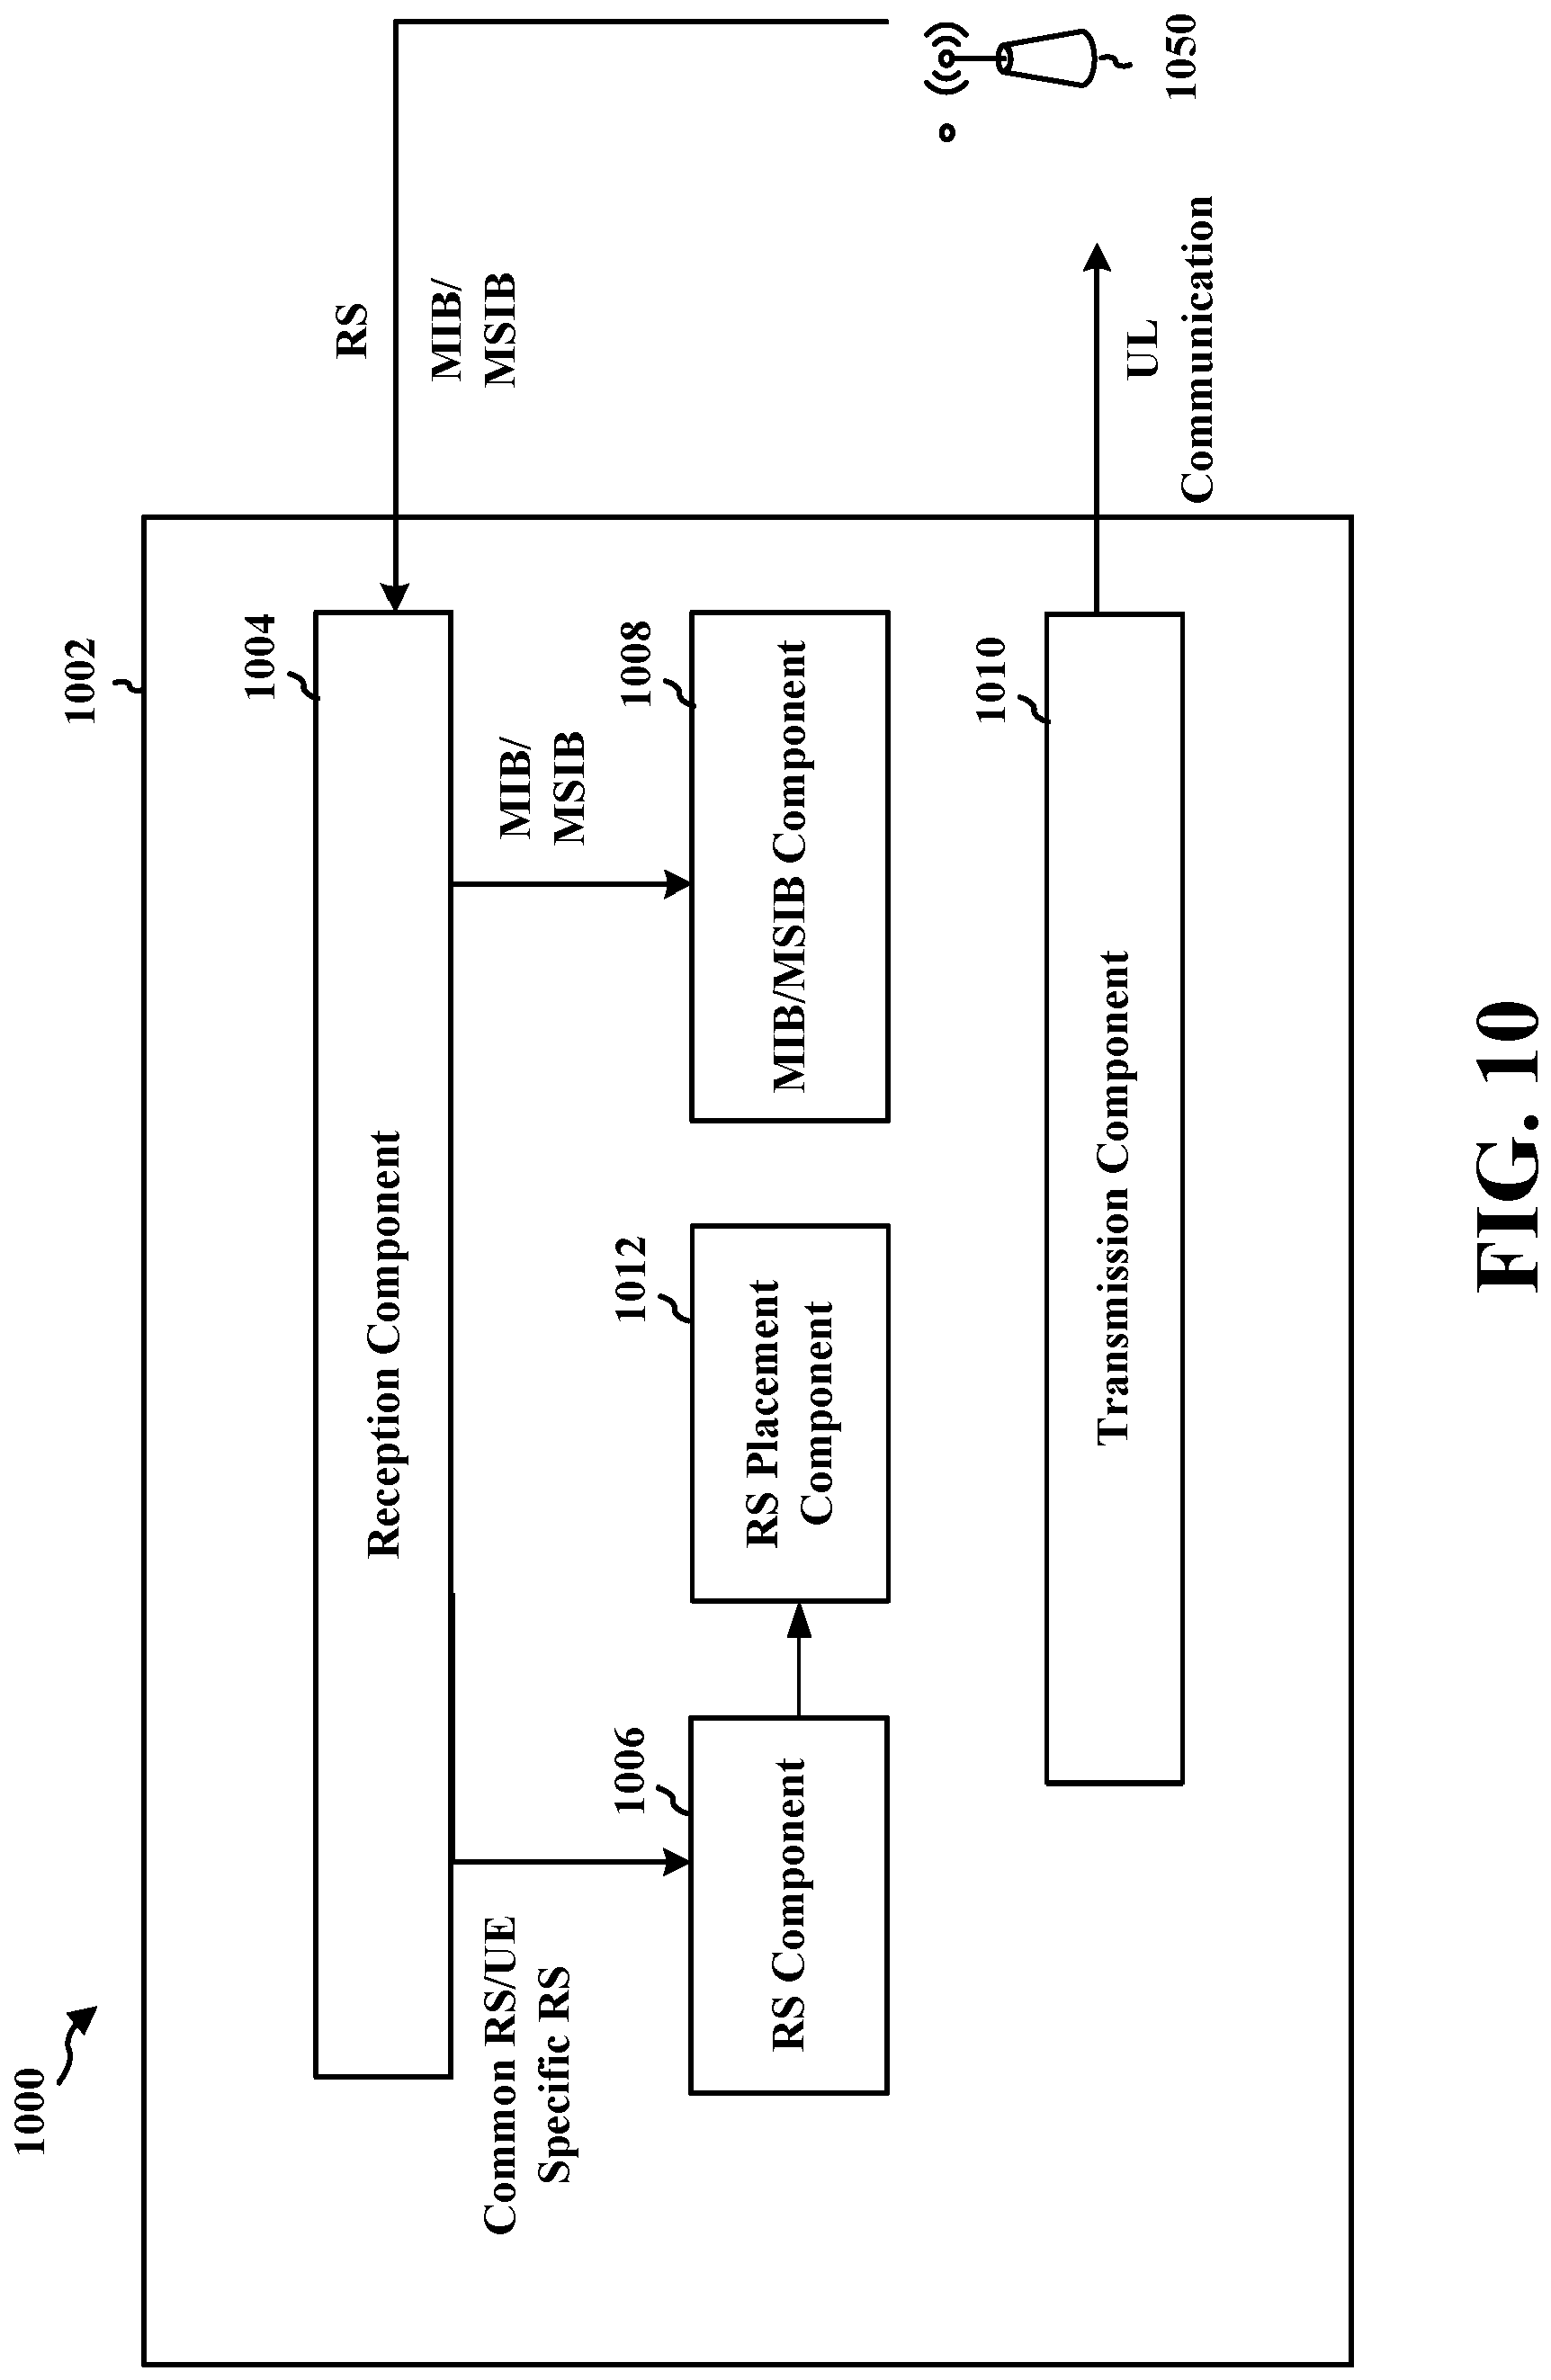 1000
1002
RS
MIB/
MSIB
1004
Reception Component
Common RS/UE
Specific RS
MIB/
MSIB
1006
RS Component
1012
RS Placement
Component
1008
MIB/MSIB Component
1050
1010
Transmission Component
UL
Communication
FIG. 10